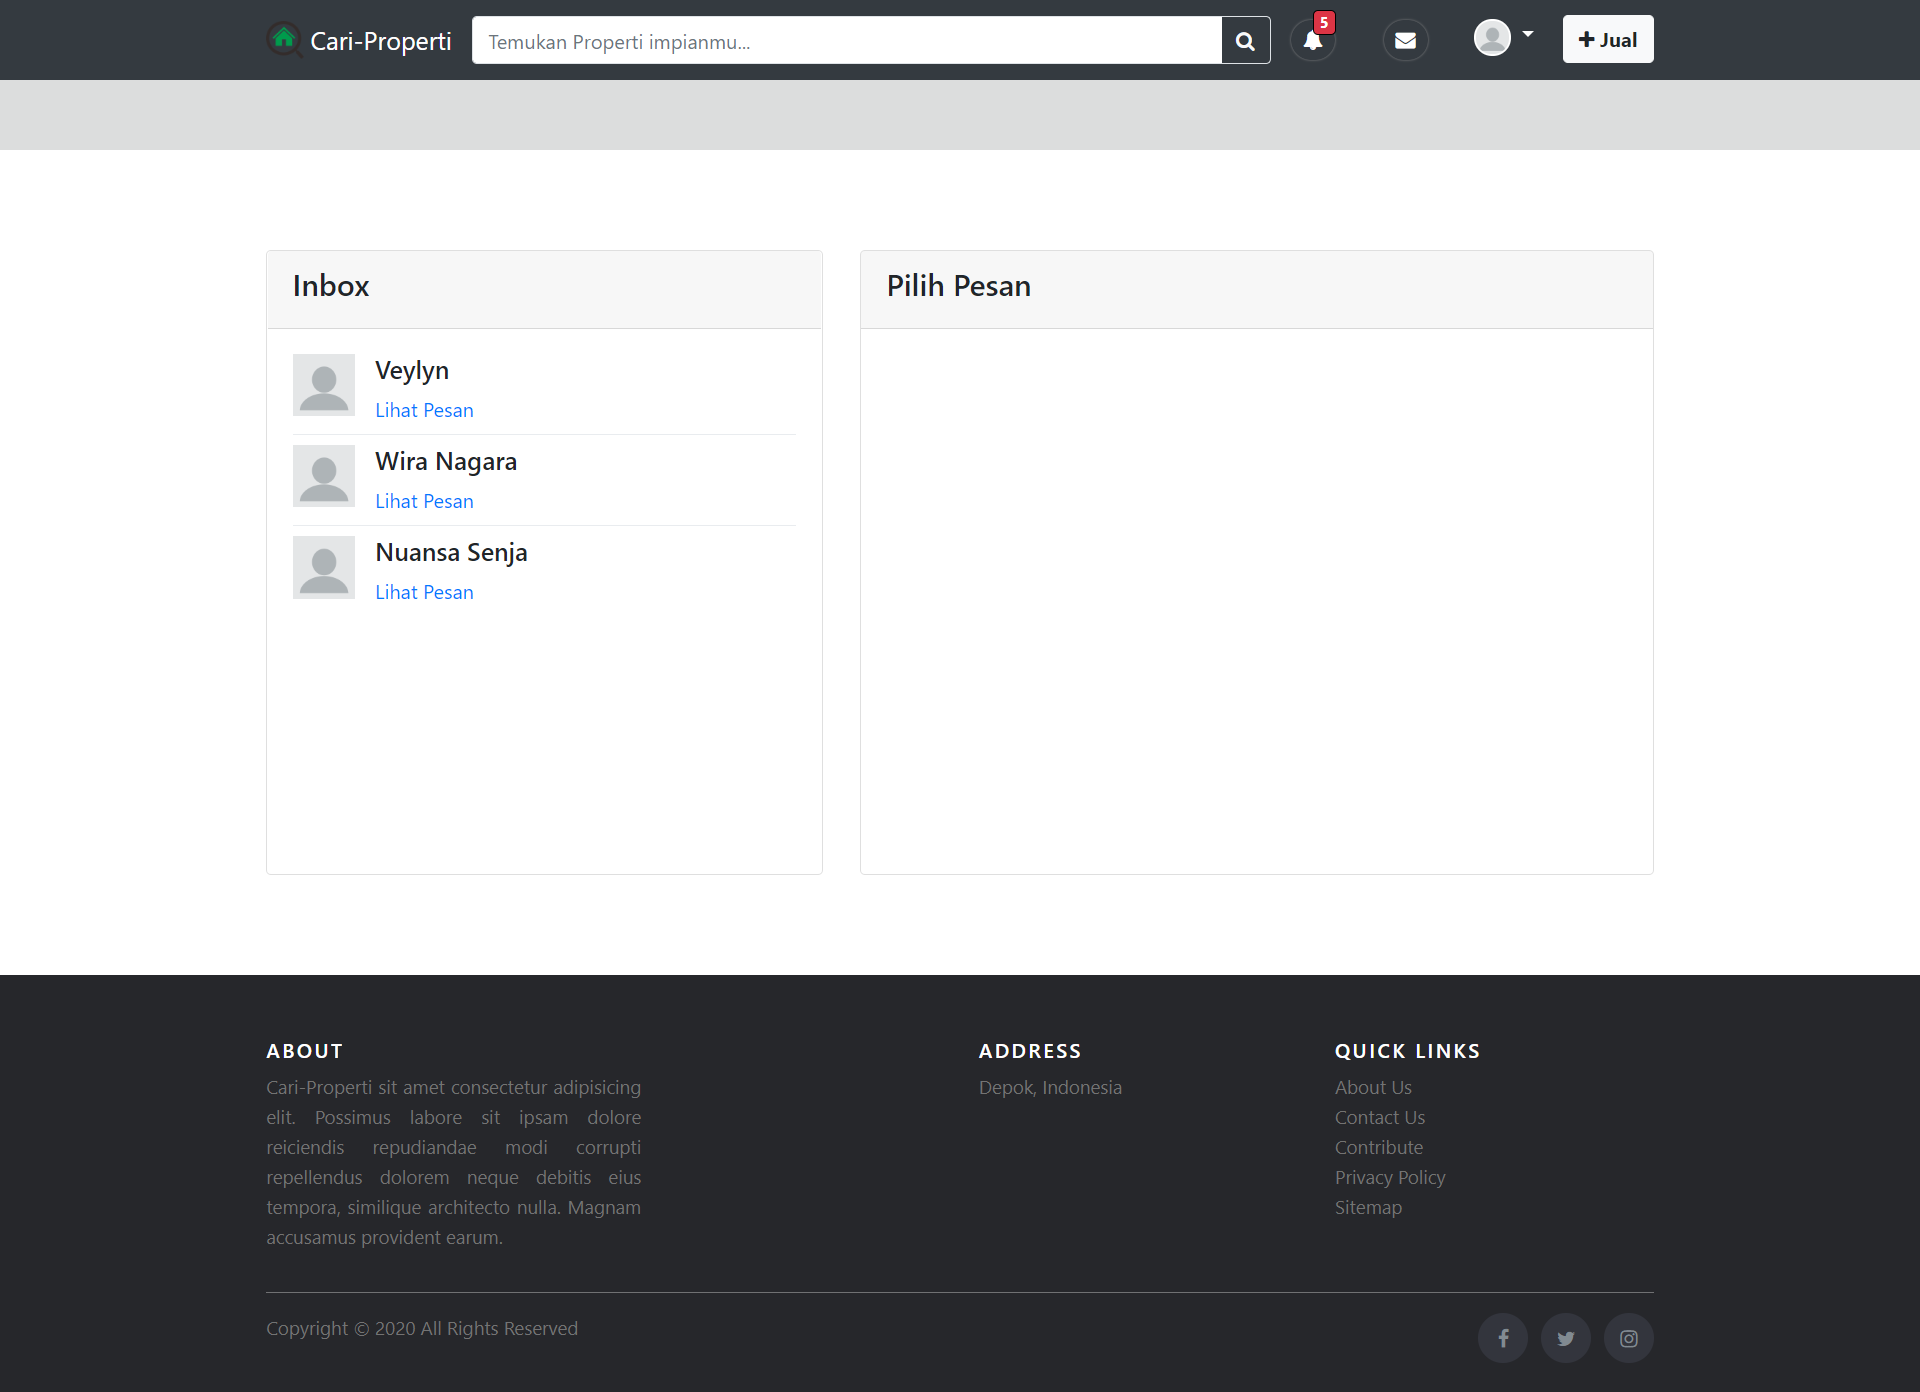 Cari-Properti
Temukan Properti impianmu...
5
Jual
Inbox
Veylyn
Lihat Pesan
Wira Nagara
Lihat Pesan
Nuansa Senja
Lihat Pesan
Pilih Pesan
ABOUT
Cari-Properti sit amet consectetur adipisicing
elit. Possimus labore sit ipsam dolore
reiciendis repudiandae modi corrupti
repellendus dolorem neque debitis eius
tempora, similique architecto nulla. Magnam
accusamus provident earum.
ADDRESS
Depok, Indonesia
QUICK LINKS
About Us
Contact Us
Contribute
Privacy Policy
Sitemap
Copyright © 2020 All Rights Reserved